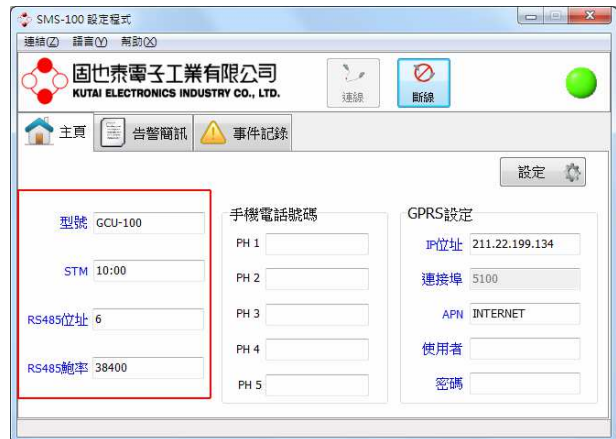 SMS-100 設定程式
連結(Z) 語言(Y) 幫助(X)
固也泰電子工業有限公司
KUTAI ELECTRONICS INDUSTRY CO., LTD.
連線
斷線
主頁
告警簡訊
事件記錄
設定
型號 GCU-100
STM 10:00
RS485位址 6
RS485鮑率 38400
手機電話號碼
PH 1
PH 2
PH 3
PH 4
PH 5
GPRS設定
IP位址 211.22.199.134
連接埠 5100
APN INTERNET
使用者
密碼